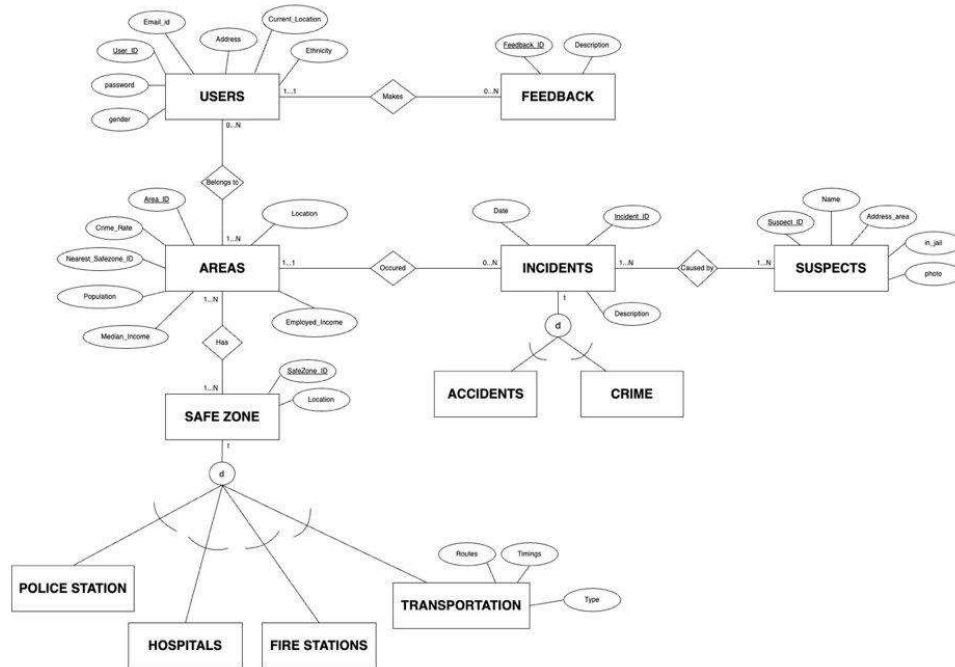 Current_Location
Email_id
Address
User_ID
Ethnicity
password
USERS
gender
1...1
Makes
0...N
Feedback_ID
Description
FEEDBACK
0...N
Belongs to
1...N
Area_ID
Location
Crime_Rate
Nearest_Safezone_ID
AREAS
Population
Median_Income
Employed_Income
1...1
Occured
0...N
Date
Incident_ID
INCIDENTS
Description
1...N
Caused by
1...N
Name
Suspect_ID
Address_area
SUSPECTS
in_jail
photo
t
d
ACCIDENTS
CRIME
1...N
Has
1...N
SafeZone_ID
Location
SAFE ZONE
t
d
POLICE STATION
HOSPITALS
FIRE STATIONS
Routes
Timings
TRANSPORTATION
Type